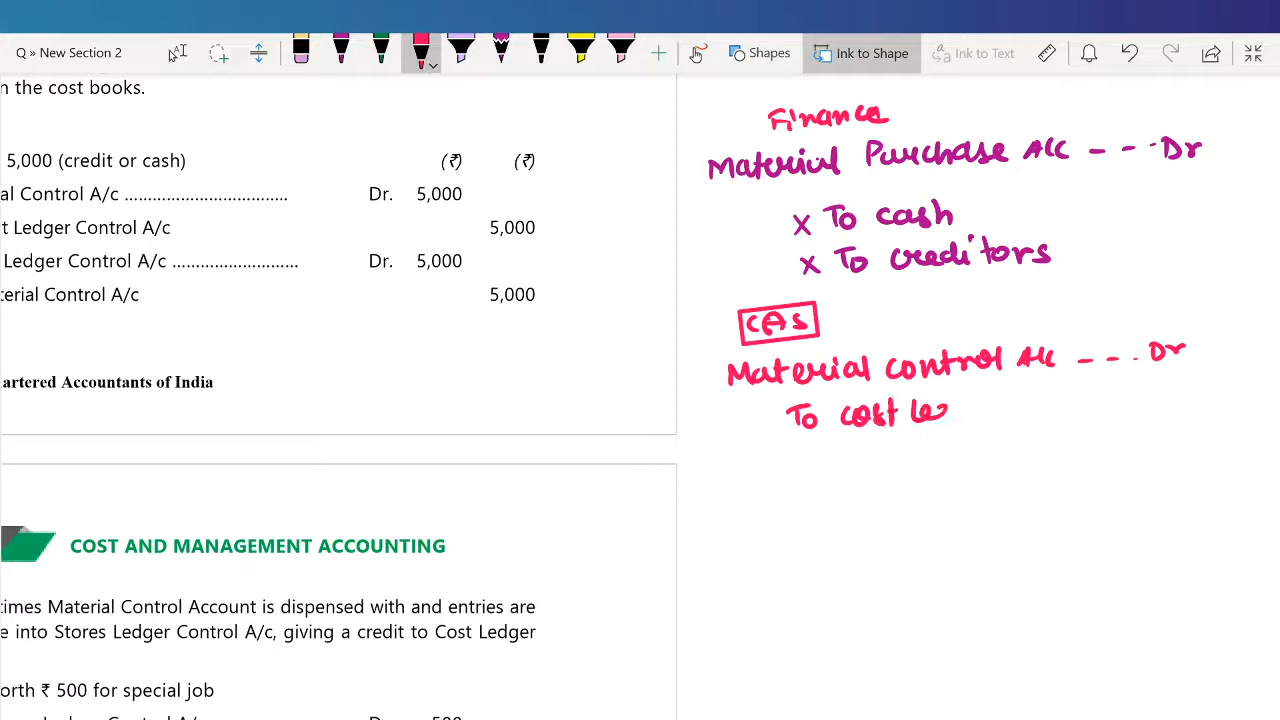 Q » New Section 2
Shapes
Ink to Shape
Ink to Text
n the cost books.
5,000 (credit or cash) (₹) (₹)
al Control A/c .................................. Dr. 5,000
t Ledger Control A/c 5,000
Ledger Control A/c .......................... Dr. 5,000
terial Control A/c 5,000
artered Accountants of India
COST AND MANAGEMENT ACCOUNTING
times Material Control Account is dispensed with and entries are
e into Stores Ledger Control A/c, giving a credit to Cost Ledger
orth ₹ 500 for special job
Ledger Control A/c Dr. 500
Finance
Material Purchase A/c - - - Dr
x To cash
x To creditors
CAS
Material control A/c - - - Dr
To cost le